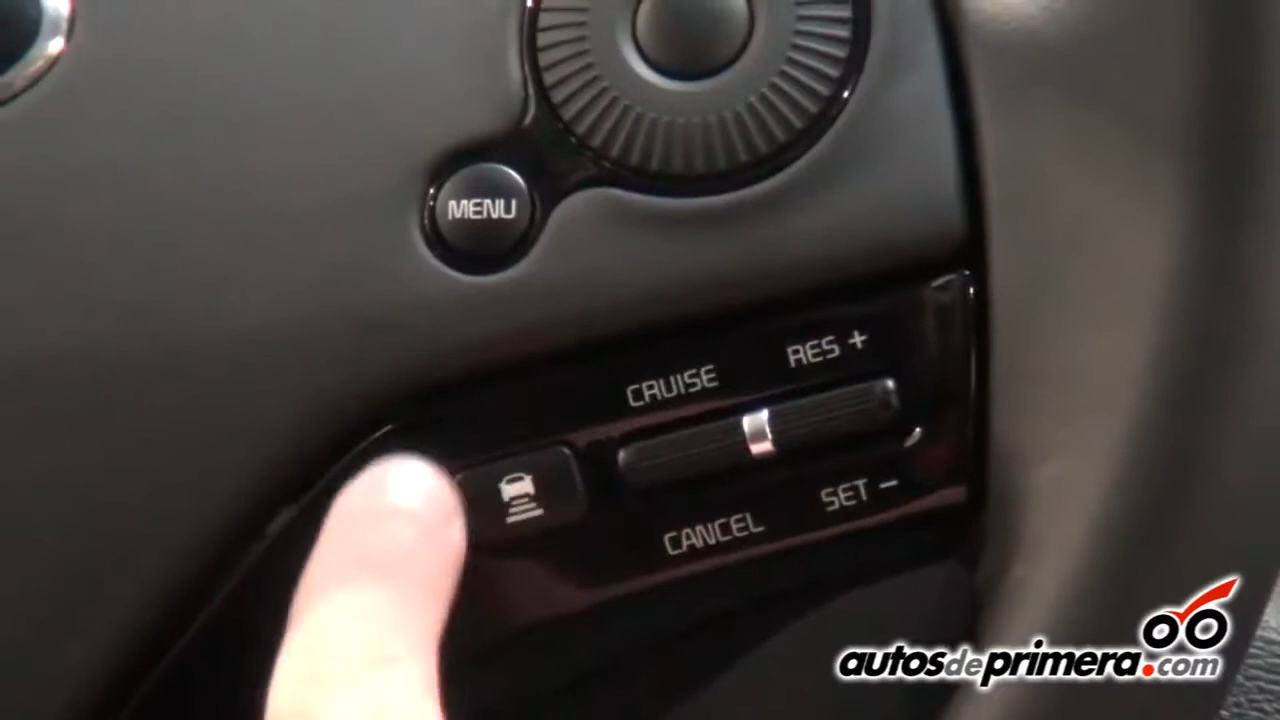 MENU
CRUISE
RES +
CANCEL
SET −
autosdeprimera.com